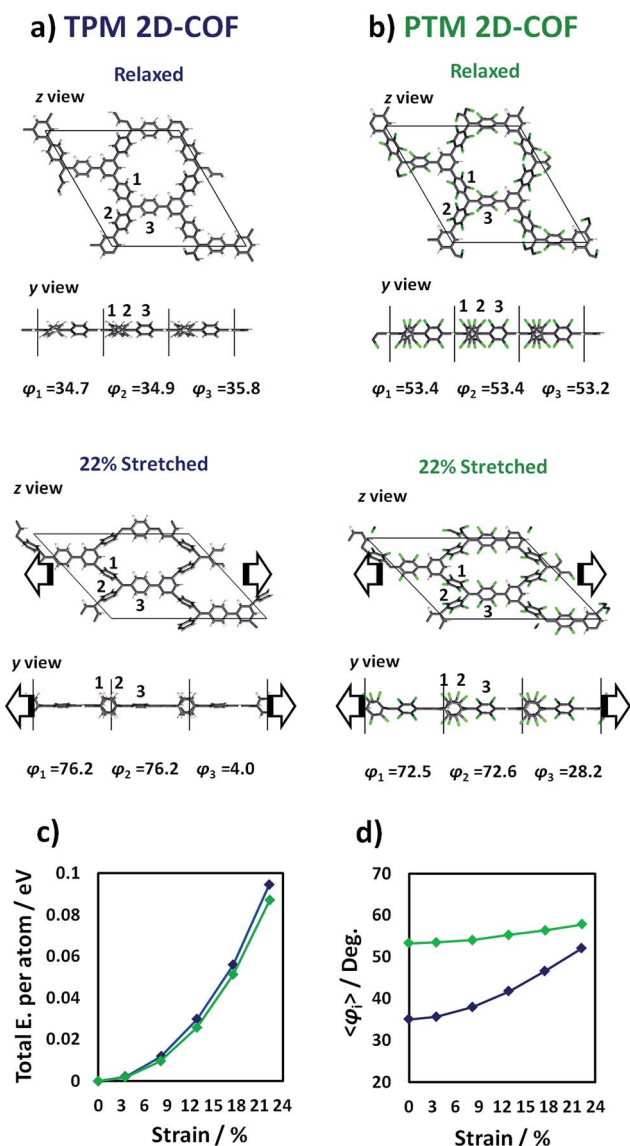 a) TPM 2D-COF
b) PTM 2D-COF
Relaxed
Relaxed
z view
z view
1
2
3
1
2
3
y view
y view
1 2 3
1 2 3
φ1 =34.7 φ2 =34.9 φ3 =35.8
φ1 =53.4 φ2 =53.4 φ3 =53.2
22% Stretched
22% Stretched
z view
z view
1
2
3
1
2
3
y view
y view
1 2 3
1 2 3
φ1 =76.2 φ2 =76.2 φ3 =4.0
φ1 =72.5 φ2 =72.6 φ3 =28.2
c)
d)
Total E. per atom / eV
0.1
0.08
0.06
0.04
0.02
0
0 3 6 9 12 15 18 21 24
Strain / %
<φi> / Deg.
70
60
50
40
30
20
0 3 6 9 12 15 18 21 24
Strain / %